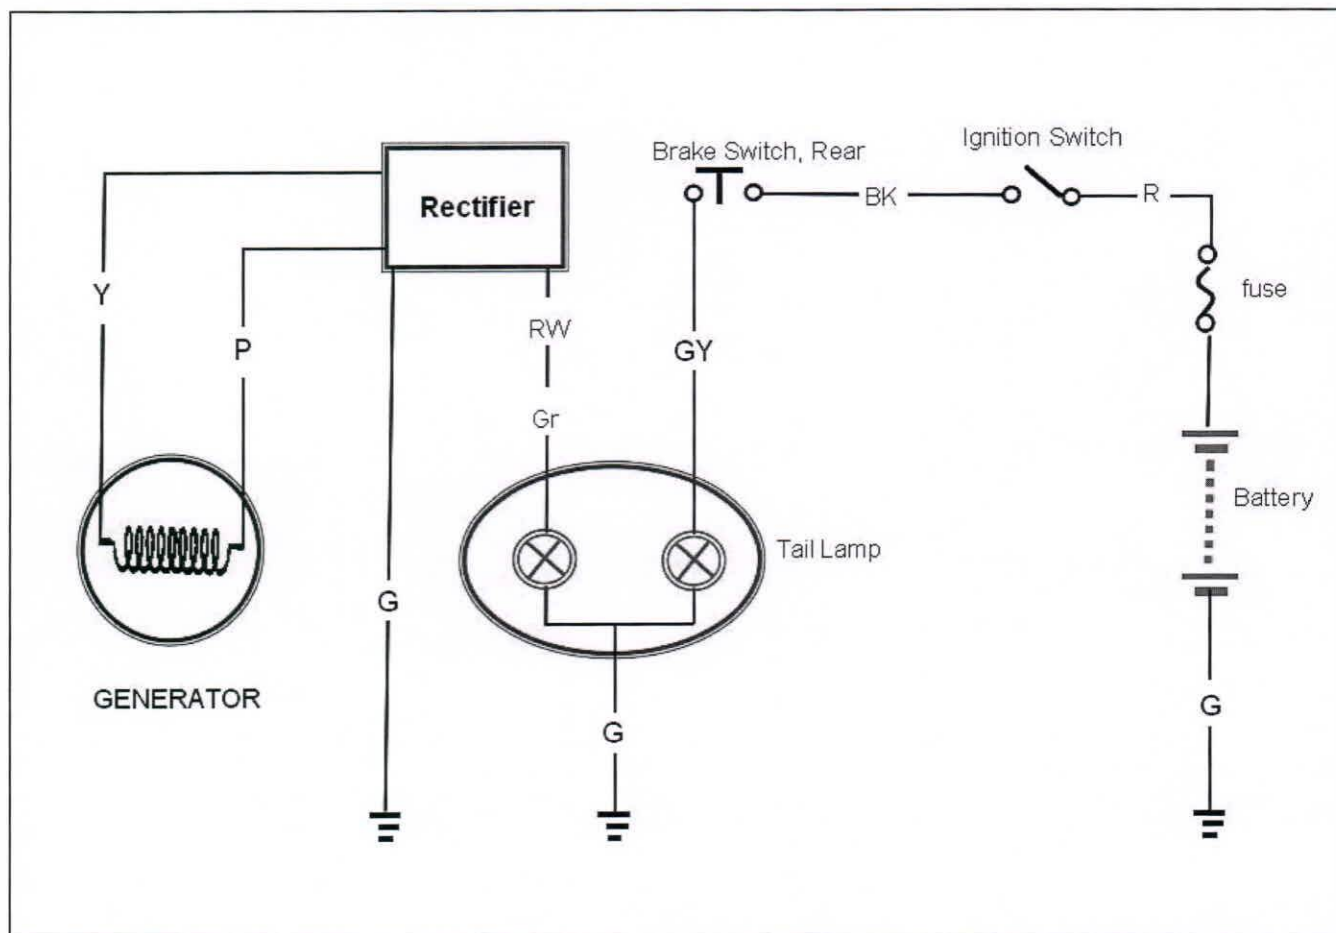 Brake Switch, Rear
Ignition Switch
Rectifier
BK
R
Y
fuse
RW
P
GY
Gr
Battery
Tail Lamp
G
GENERATOR
G
G